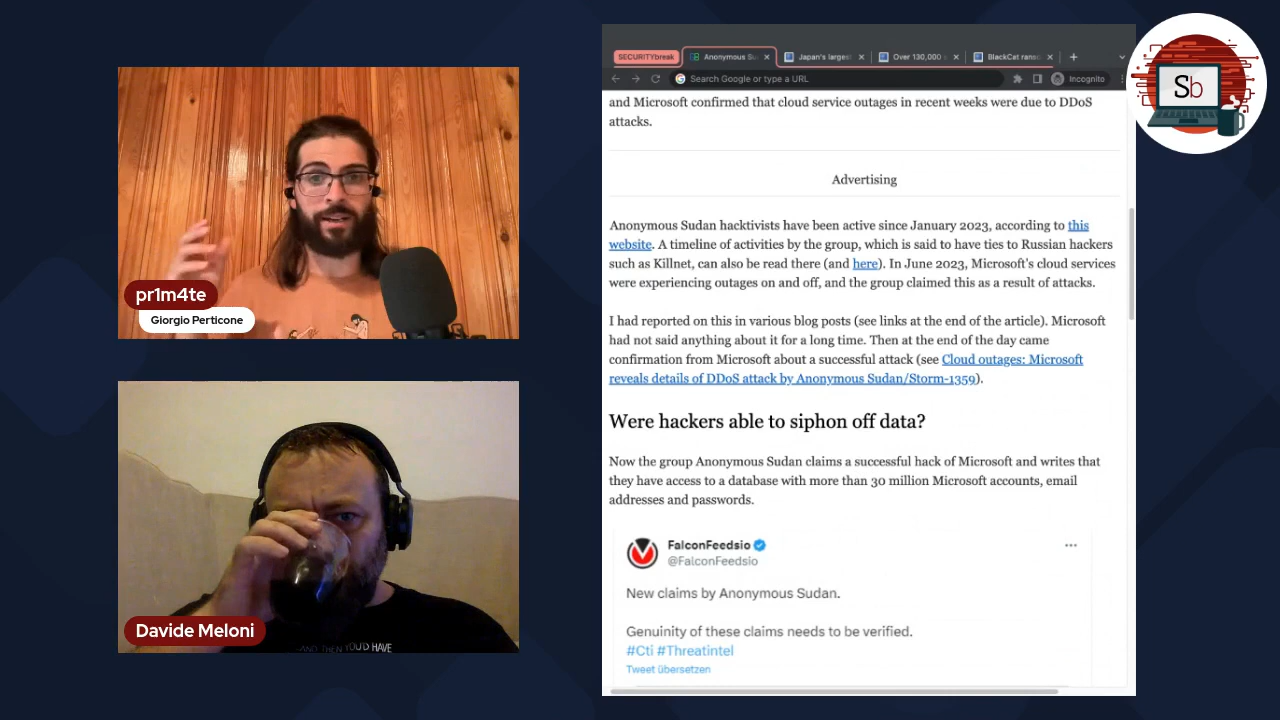 pr1m4te
Giorgio Perticone
Davide Meloni
AND THEN YOU'D HAVE
SECURITYbreak
Anonymous Su
Japan's largest
Over 130,000
BlackCat ranso
Search Google or type a URL
Incognito
Sb
and Microsoft confirmed that cloud service outages in recent weeks were due to DDoS
attacks.
Advertising
Anonymous Sudan hacktivists have been active since January 2023, according to this
website. A timeline of activities by the group, which is said to have ties to Russian hackers
such as Killnet, can also be read there (and here). In June 2023, Microsoft's cloud services
were experiencing outages on and off, and the group claimed this as a result of attacks.
I had reported on this in various blog posts (see links at the end of the article). Microsoft
had not said anything about it for a long time. Then at the end of the day came
confirmation from Microsoft about a successful attack (see Cloud outages: Microsoft
reveals details of DDoS attack by Anonymous Sudan/Storm-1359).
Were hackers able to siphon off data?
Now the group Anonymous Sudan claims a successful hack of Microsoft and writes that
they have access to a database with more than 30 million Microsoft accounts, email
addresses and passwords.
FalconFeedsio
@FalconFeedsio
New claims by Anonymous Sudan.
Genuinity of these claims needs to be verified.
#Cti #Threatintel
Tweet übersetzen